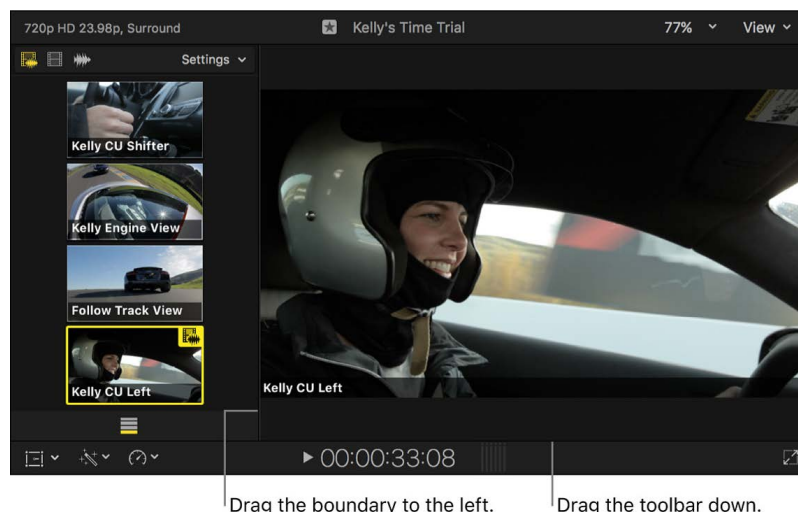 720p HD 23.98p, Surround
Kelly's Time Trial
77%
View
Settings
Kelly CU Shifter
Kelly Engine View
Follow Track View
Kelly CU Left
Kelly CU Left
00:00:33:08
Drag the boundary to the left.
Drag the toolbar down.